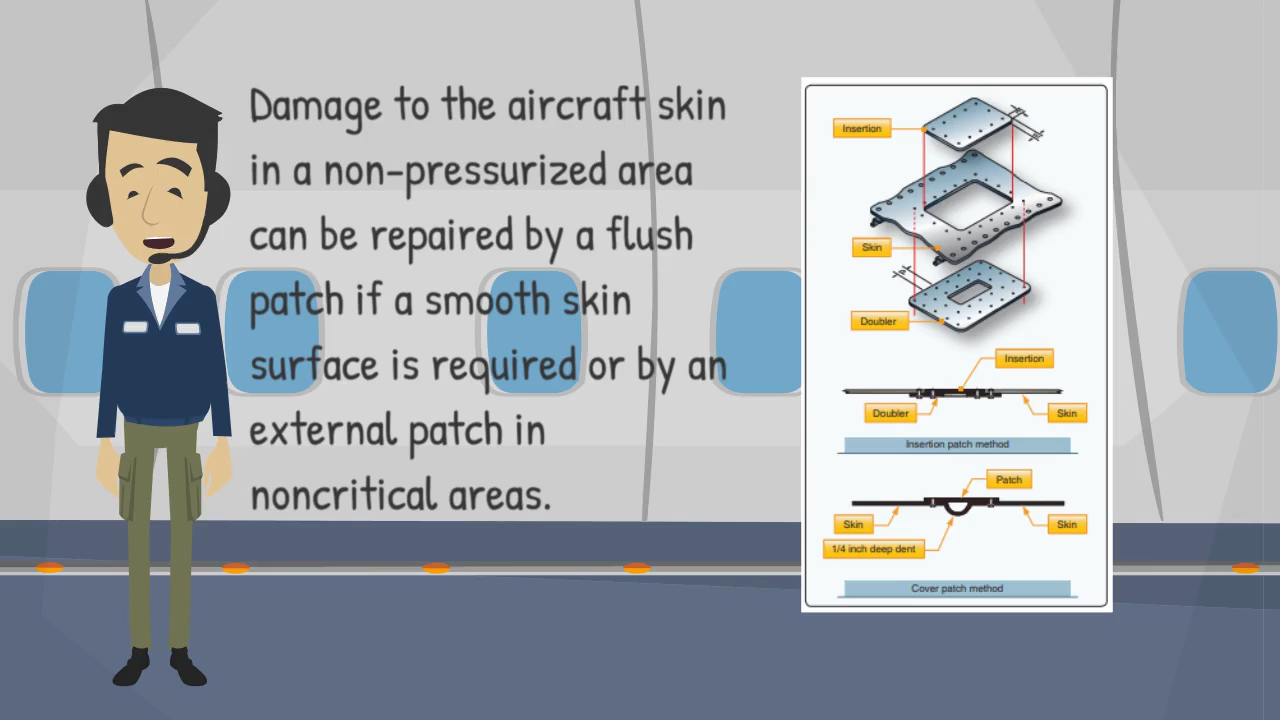 Damage to the aircraft skin
in a non-pressurized area
can be repaired by a flush
patch if a smooth skin
surface is required or by an
external patch in
noncritical areas.
Insertion
Skin
Doubler
Insertion
Doubler
Skin
Insertion patch method
Patch
Skin
Skin
1/4 inch deep dent
Cover patch method